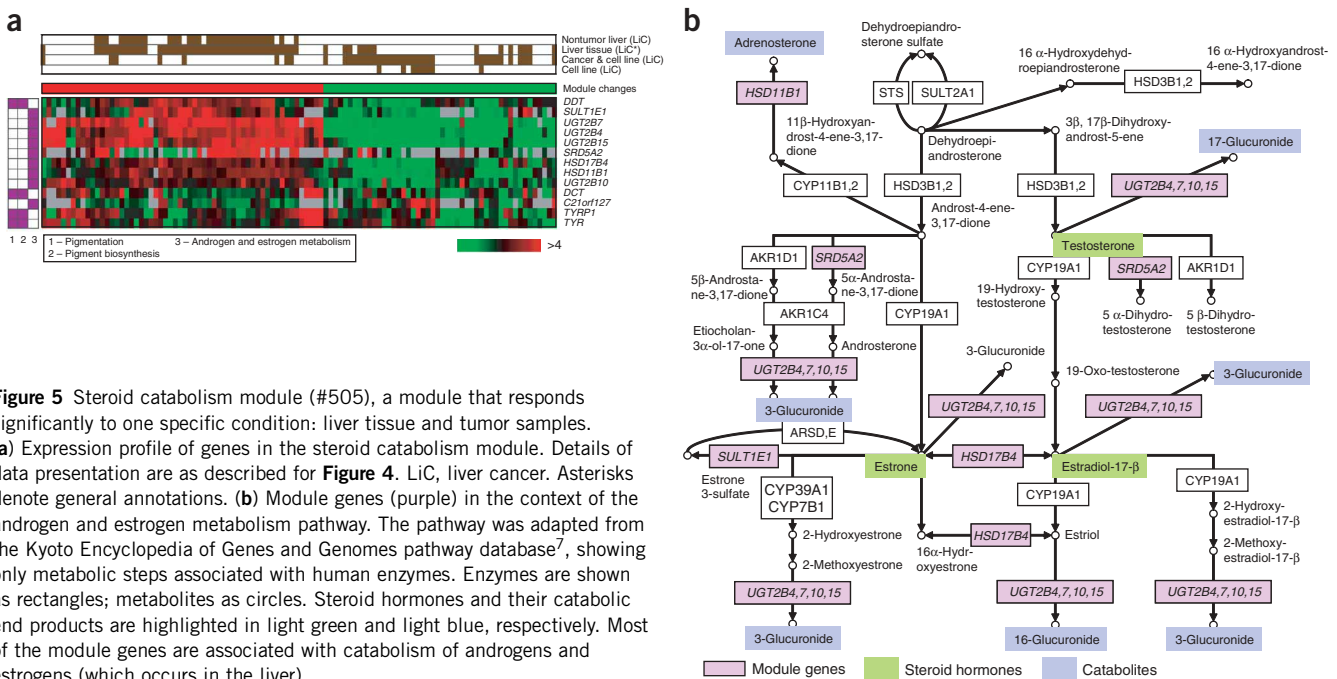 a
Nontumor liver (LiC)
Liver tissue (LiC*)
Cancer & cell line (LiC)
Cell line (LiC)
Module changes
DDT
SULT1E1
UGT2B7
UGT2B4
UGT2B15
SRD5A2
HSD17B4
HSD11B1
UGT2B10
DCT
C21orf127
TYRP1
TYR
1 2 3
1 – Pigmentation 3 – Androgen and estrogen metabolism
2 – Pigment biosynthesis
>4
igure 5 Steroid catabolism module (#505), a module that responds
ignificantly to one specific condition: liver tissue and tumor samples.
a) Expression profile of genes in the steroid catabolism module. Details of
data presentation are as described for Figure 4. LiC, liver cancer. Asterisks
denote general annotations. (b) Module genes (purple) in the context of the
androgen and estrogen metabolism pathway. The pathway was adapted from
he Kyoto Encyclopedia of Genes and Genomes pathway database7, showing
only metabolic steps associated with human enzymes. Enzymes are shown
as rectangles; metabolites as circles. Steroid hormones and their catabolic
end products are highlighted in light green and light blue, respectively. Most
of the module genes are associated with catabolism of androgens and
estrogens (which occurs in the liver).
b
Adrenosterone
Dehydroepiandro-
sterone sulfate
16 α-Hydroxydehyd-
roepiandrosterone
16 α-Hydroxyandrost-
4-ene-3,17-dione
HSD11B1
STS
SULT2A1
HSD3B1,2
11β-Hydroxyan-
drost-4-ene-3,17-
dione
Dehydroepi-
androsterone
3β, 17β-Dihydroxy-
androst-5-ene
17-Glucuronide
CYP11B1,2
HSD3B1,2
HSD3B1,2
UGT2B4,7,10,15
Androst-4-ene-
3,17-dione
Testosterone
AKR1D1
SRD5A2
CYP19A1
SRD5A2
AKR1D1
5β-Androsta-
ne-3,17-dione
5α-Androsta-
ne-3,17-dione
19-Hydroxy-
testosterone
5 α-Dihydro-
testosterone
5 β-Dihydro-
testosterone
AKR1C4
CYP19A1
Etiocholan-
3α-ol-17-one
Androsterone
3-Glucuronide
19-Oxo-testosterone
3-Glucuronide
UGT2B4,7,10,15
UGT2B4,7,10,15
UGT2B4,7,10,15
3-Glucuronide
ARSD,E
SULT1E1
Estrone
HSD17B4
Estradiol-17-β
Estrone
3-sulfate
CYP39A1
CYP7B1
CYP19A1
CYP19A1
2-Hydroxy-
estradiol-17-β
2-Hydroxyestrone
HSD17B4
Estriol
16α-Hydr-
oxyestrone
2-Methoxy-
estradiol-17-β
2-Methoxyestrone
UGT2B4,7,10,15
UGT2B4,7,10,15
UGT2B4,7,10,15
3-Glucuronide
16-Glucuronide
3-Glucuronide
Module genes
Steroid hormones
Catabolites